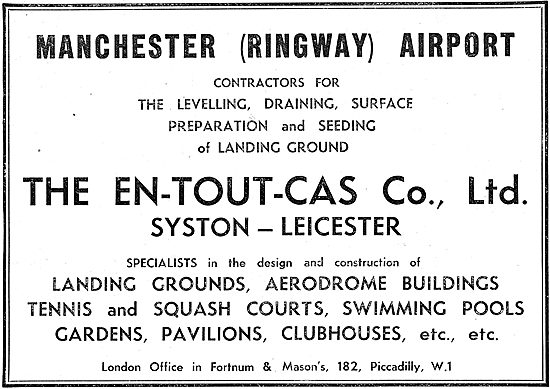 MANCHESTER (RINGWAY) AIRPORT
CONTRACTORS FOR
THE LEVELLING, DRAINING, SURFACE
PREPARATION and SEEDING
of LANDING GROUND
THE EN-TOUT-CAS Co., Ltd.
SYSTON – LEICESTER
SPECIALISTS in the design and construction of
LANDING GROUNDS, AERODROME BUILDINGS
TENNIS and SQUASH COURTS, SWIMMING POOLS
GARDENS, PAVILIONS, CLUBHOUSES, etc., etc.
London Office in Fortnum & Mason's, 182, Piccadilly, W.1